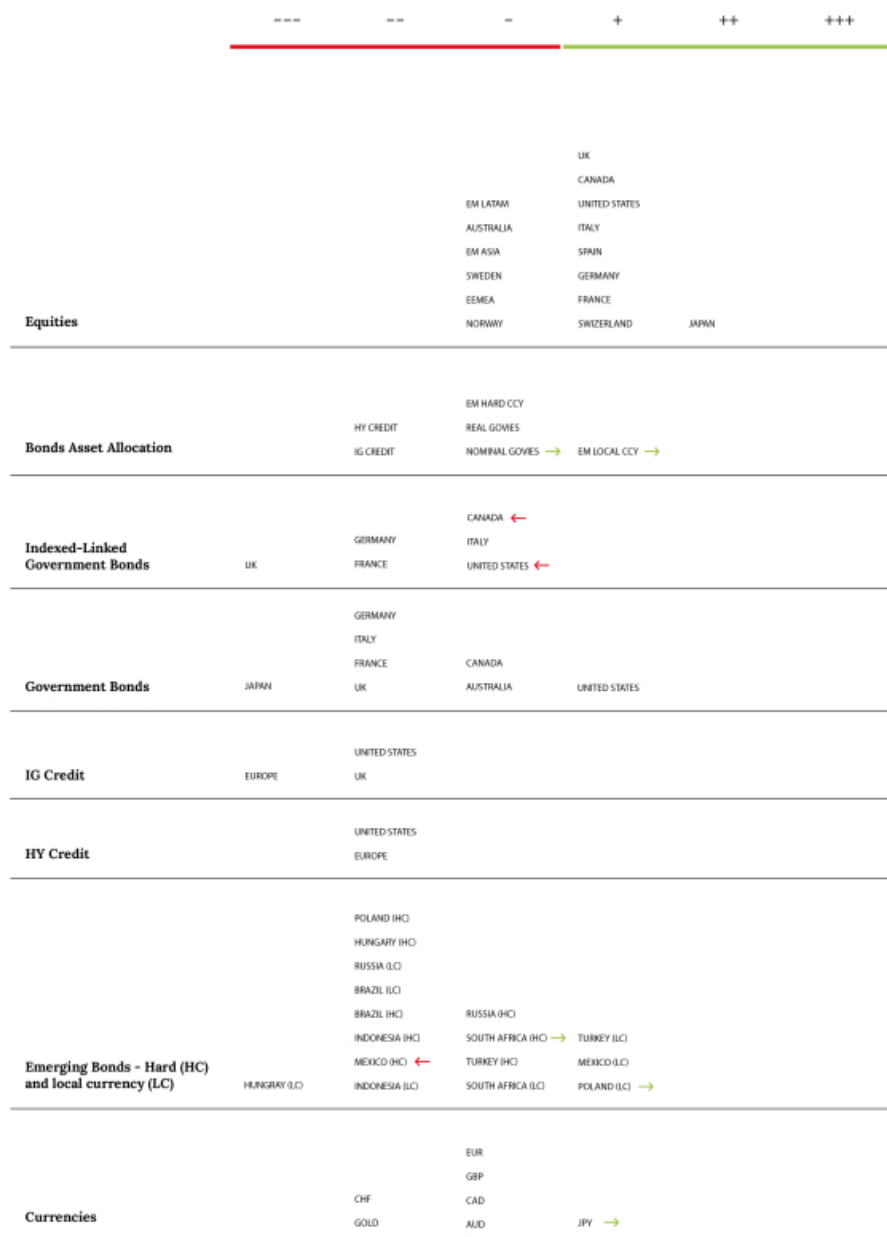 --- -- - + ++ +++
UK
CANADA
EM LATAM UNITED STATES
AUSTRALIA ITALY
EM ASIA SPAIN
SWEDEN GERMANY
EEMEA FRANCE
Equities NORWAY SWIZERLAND JAPAN
EM HARD CCY
HY CREDIT REAL GOVIES
Bonds Asset Allocation IG CREDIT NOMINAL GOVIES → EM LOCAL CCY →
CANADA ←
Indexed-Linked GERMANY ITALY
Government Bonds UK FRANCE UNITED STATES ←
GERMANY
ITALY
FRANCE CANADA
Government Bonds JAPAN UK AUSTRALIA UNITED STATES
UNITED STATES
IG Credit EUROPE UK
UNITED STATES
HY Credit EUROPE
POLAND (HC)
HUNGARY (HC)
RUSSIA (LC)
BRAZIL (LC)
BRAZIL (HC) RUSSIA (HC)
INDONESIA (HC) SOUTH AFRICA (HC) → TURKEY (LC)
Emerging Bonds - Hard (HC) MEXICO (HC) ← TURKEY (HC) MEXICO (LC)
and local currency (LC) HUNGRAY (LC) INDONESIA (LC) SOUTH AFRICA (LC) POLAND (LC) →
EUR
GBP
CHF CAD
Currencies GOLD AUD JPY →